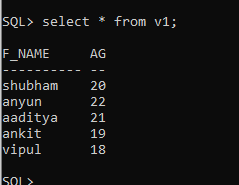 SQL> select * from v1;
F_NAME     AG
---------- --
shubham    20
anyun      22
aaditya    21
ankit      19
vipul      18
SQL>